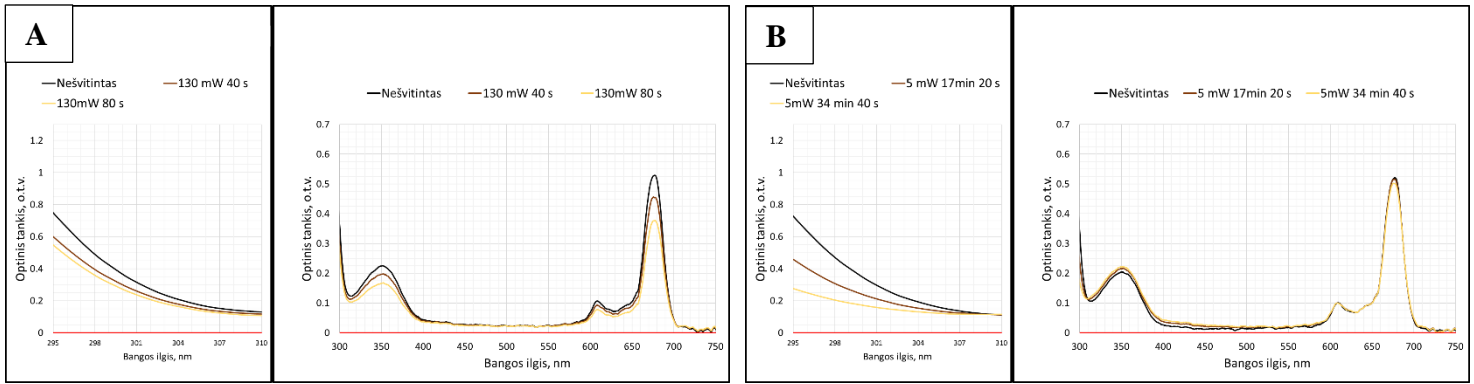 A
Nešvitintas 130 mW 40 s
130mW 80 s
Optinis tankis, o.t.v.
1.2
1
0.8
0.6
0.4
0.2
0
295 298 301 304 307 310
Bangos ilgis, nm
Nešvitintas 130 mW 40 s 130mW 80 s
Optinis tankis, o.t.v.
0.7
0.6
0.5
0.4
0.3
0.2
0.1
0
300 350 400 450 500 550 600 650 700 750
Bangos ilgis, nm
B
Nešvitintas 5 mW 17min 20 s
5mW 34 min 40 s
Optinis tankis, o.t.v.
1.2
1
0.8
0.6
0.4
0.2
0
295 298 301 304 307 310
Bangos ilgis, nm
Nešvitintas 5 mW 17min 20 s 5mW 34 min 40 s
Optinis tankis, o.t.v.
0.7
0.6
0.5
0.4
0.3
0.2
0.1
0
300 350 400 450 500 550 600 650 700 750
Bangos ilgis, nm